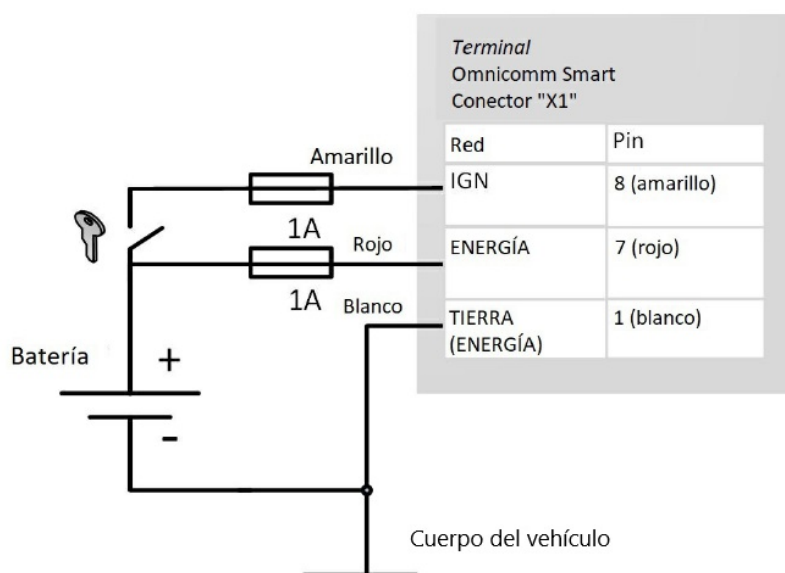 Terminal
Omnicomm Smart
Conector "X1"
Red Pin
Amarillo
IGN 8 (amarillo)
1A
Rojo
ENERGÍA 7 (rojo)
1A
Blanco
TIERRA 1 (blanco)
(ENERGÍA)
Batería
+
-
Cuerpo del vehículo